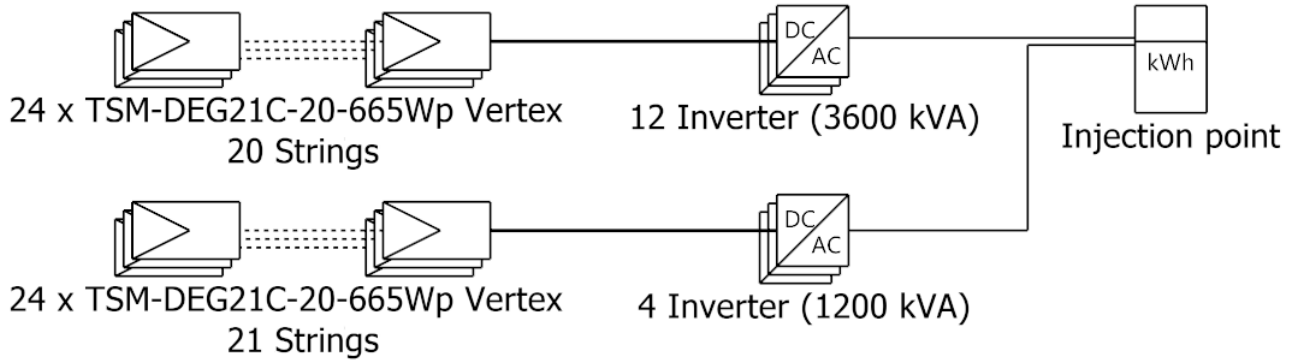 DC
AC
kWh
24 x TSM-DEG21C-20-665Wp Vertex
20 Strings
12 Inverter (3600 kVA)
Injection point
DC
AC
24 x TSM-DEG21C-20-665Wp Vertex
21 Strings
4 Inverter (1200 kVA)